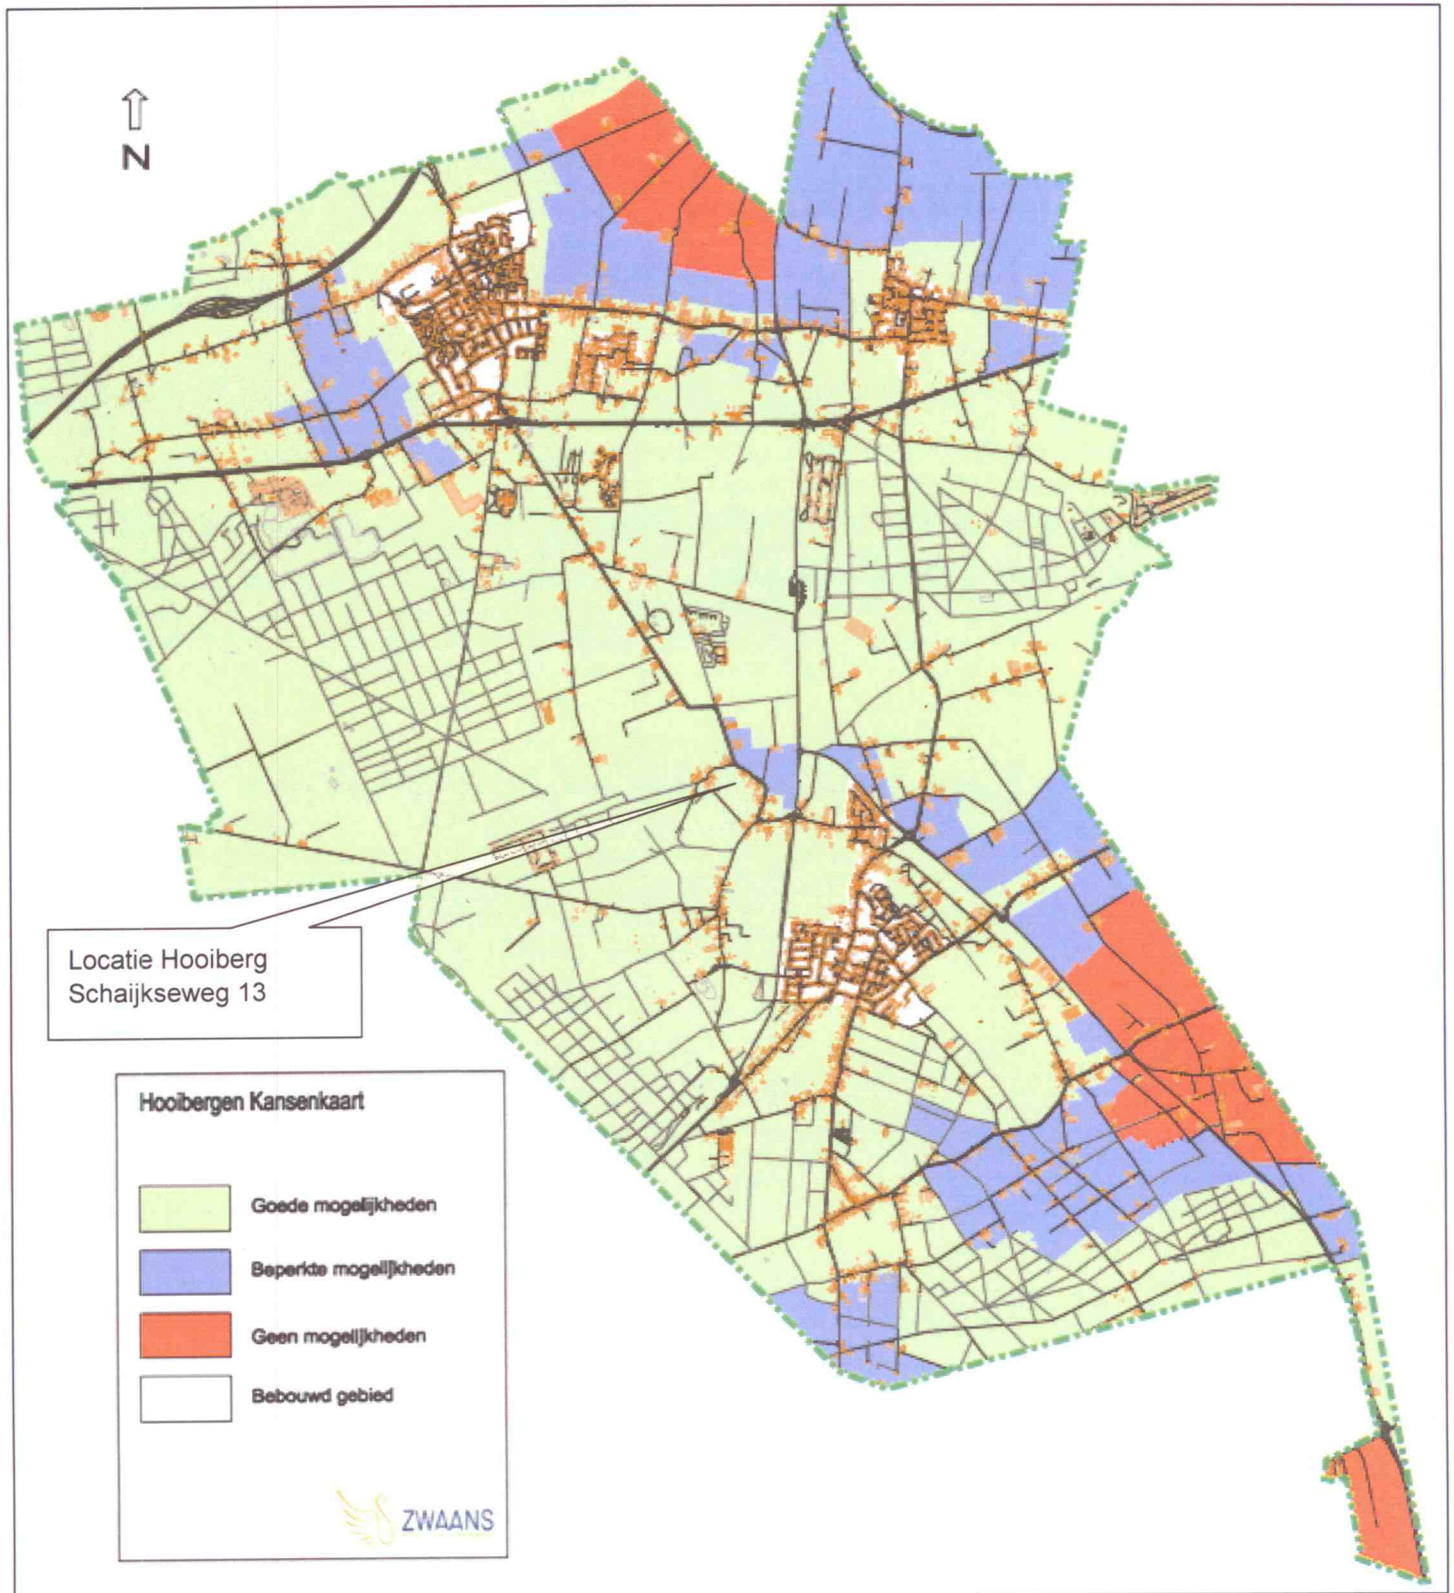 N
Locatie Hooiberg
Schaijkseweg 13
Hooibergen Kansenkaart
Goede mogelijkheden
Beperkte mogelijkheden
Geen mogelijkheden
Bebouwd gebied
ZWAANS